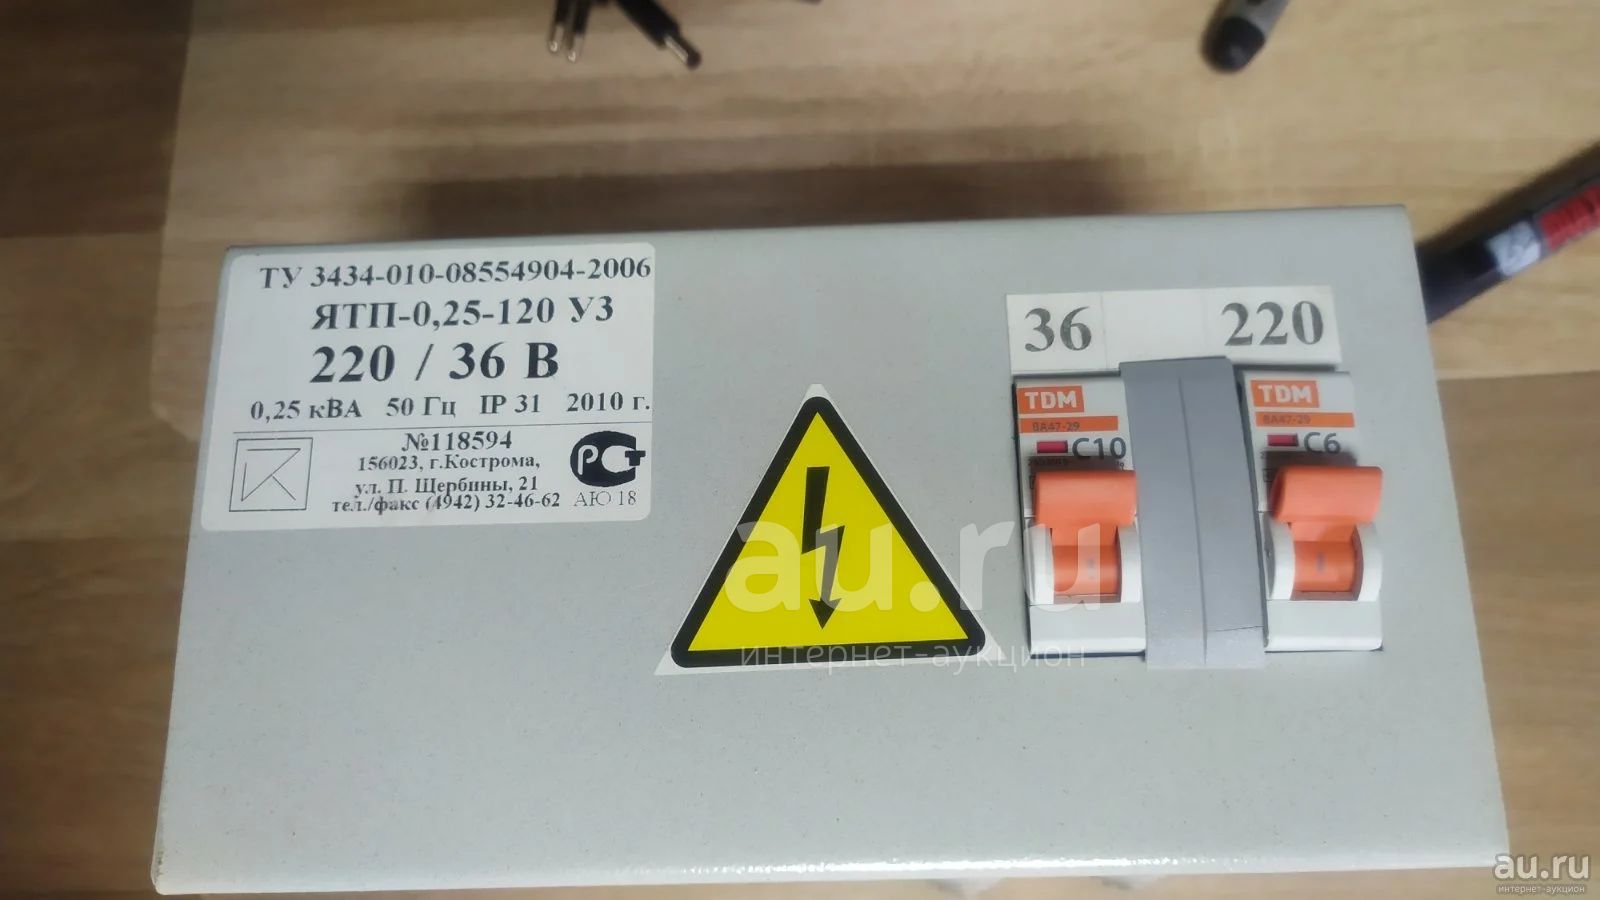 ТУ 3434-010-08554904-2006
ЯТП-0,25-120 У3
220 / 36 В
0,25 кВА 50 Гц IP 31 2010 г.
№118594
156023, г.Кострома,
ул. П. Щербины, 21
тел./факс (4942) 32-46-62
РСТ
АЮ 18
36
220
TDM
ВА47-29
C10
TDM
ВА47-29
C6
au.ru
интернет-аукцион
au.ru
интернет-аукцион